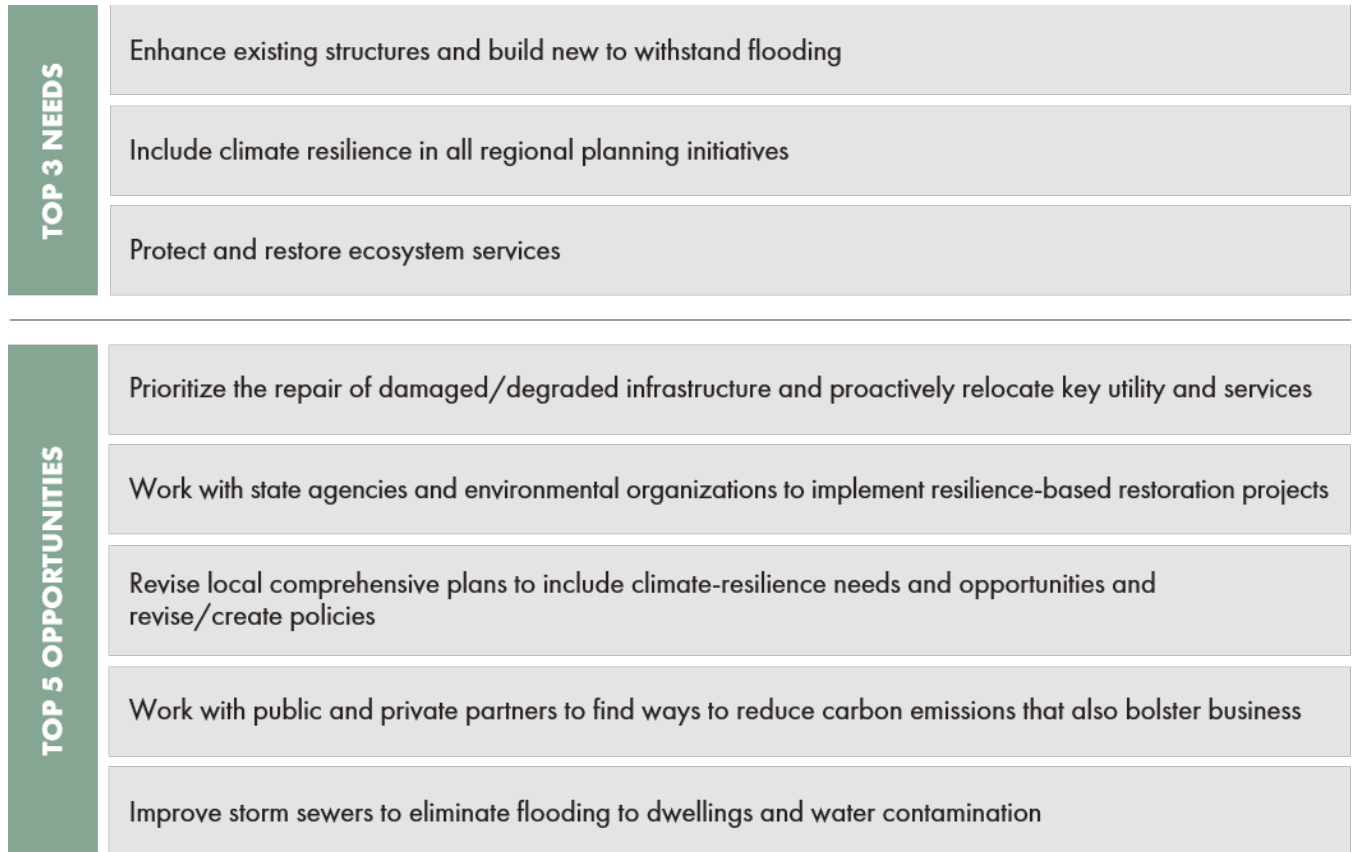 TOP 3 NEEDS
Enhance existing structures and build new to withstand flooding
Include climate resilience in all regional planning initiatives
Protect and restore ecosystem services
TOP 5 OPPORTUNITIES
Prioritize the repair of damaged/degraded infrastructure and proactively relocate key utility and services
Work with state agencies and environmental organizations to implement resilience-based restoration projects
Revise local comprehensive plans to include climate-resilience needs and opportunities and
revise/create policies
Work with public and private partners to find ways to reduce carbon emissions that also bolster business
Improve storm sewers to eliminate flooding to dwellings and water contamination